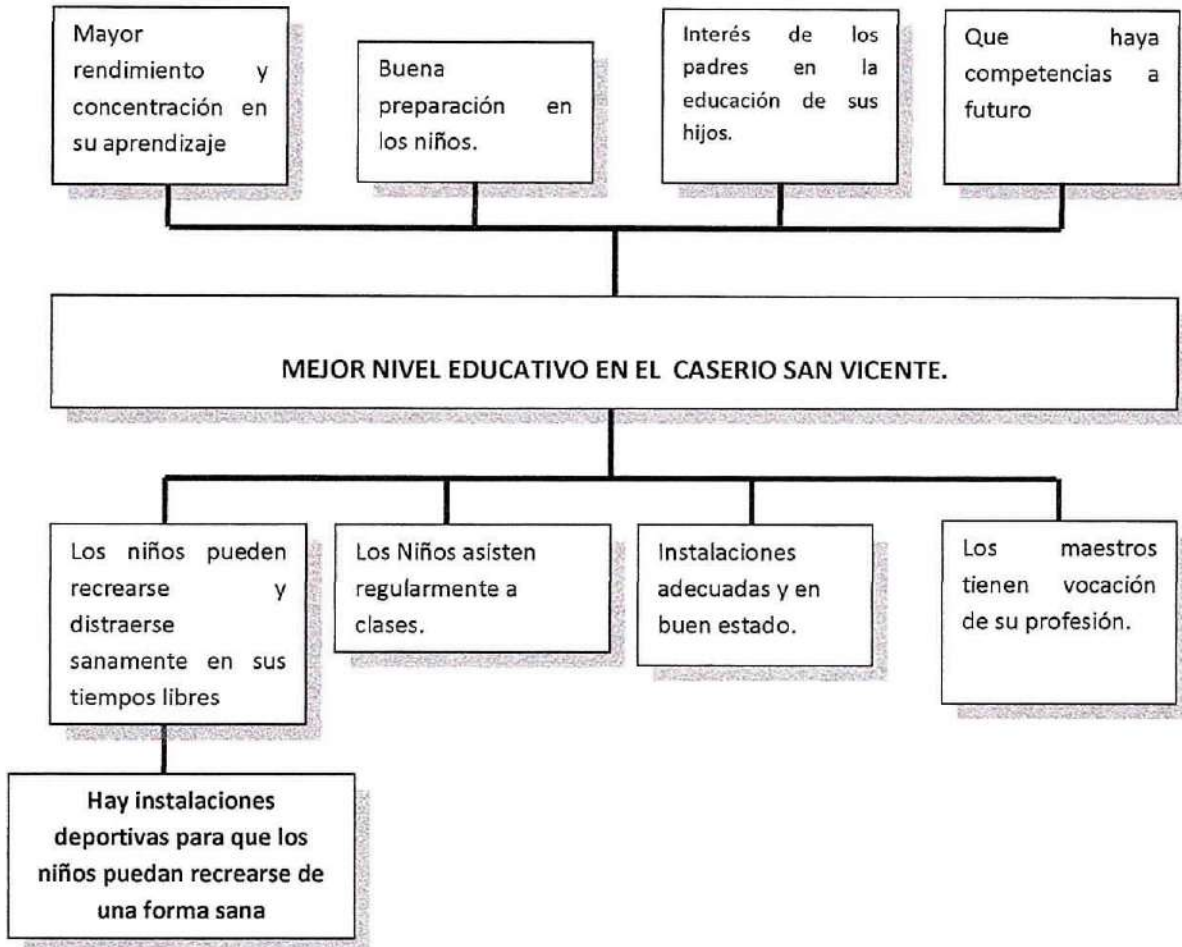 Mayor
rendimiento y
concentración en
su aprendizaje
Buena
preparación en
los niños.
Interés de los
padres en la
educación de sus
hijos.
Que haya
competencias a
futuro
MEJOR NIVEL EDUCATIVO EN EL CASERIO SAN VICENTE.
Los niños pueden
recrearse y
distraerse
sanamente en sus
tiempos libres
Los Niños asisten
regularmente a
clases.
Instalaciones
adecuadas y en
buen estado.
Los maestros
tienen vocación
de su profesión.
Hay instalaciones
deportivas para que los
niños puedan recrearse de
una forma sana